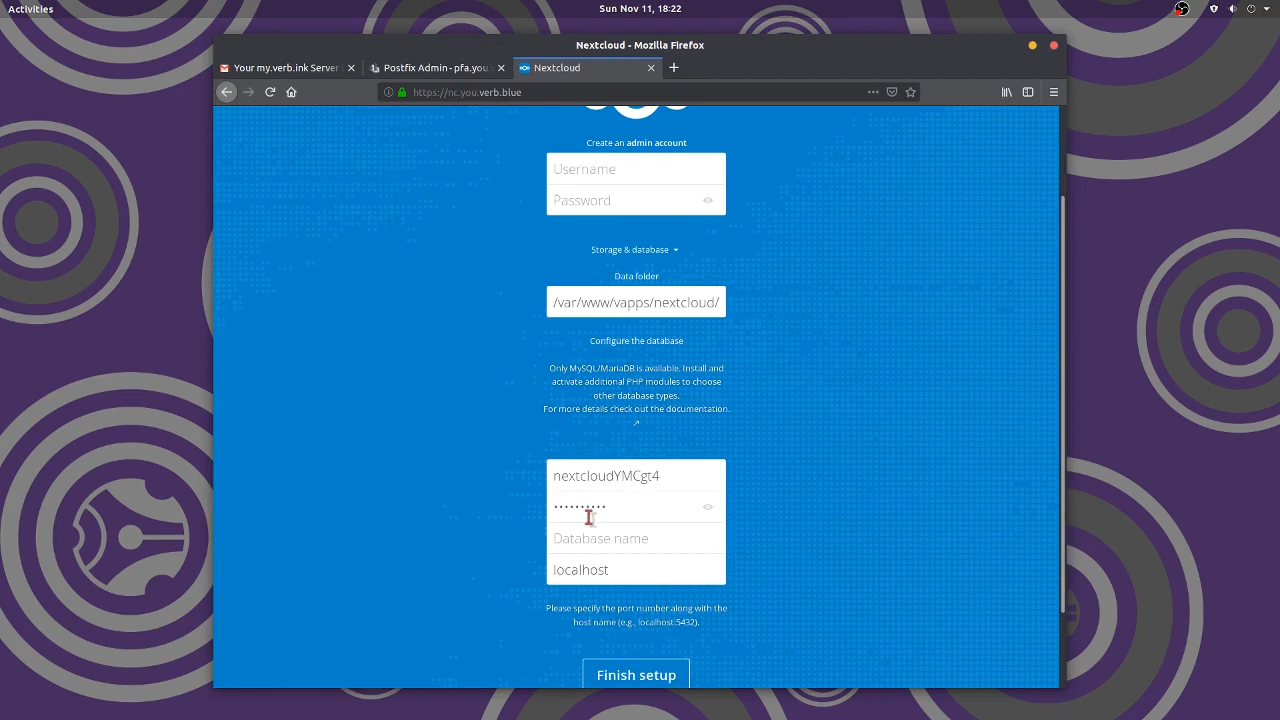 Activities
Sun Nov 11, 18:22
Nextcloud - Mozilla Firefox
Your my.verb.ink Server
Postfix Admin - pfa.you.v
Nextcloud
https://nc.you.verb.blue
Create an admin account
Username
Password
Storage & database
Data folder
/var/www/vapps/nextcloud/
Configure the database
Only MySQL/MariaDB is available. Install and
activate additional PHP modules to choose
other database types.
For more details check out the documentation.
nextcloudYMCgt4
Database name
localhost
Please specify the port number along with the
host name (e.g., localhost:5432).
Finish setup